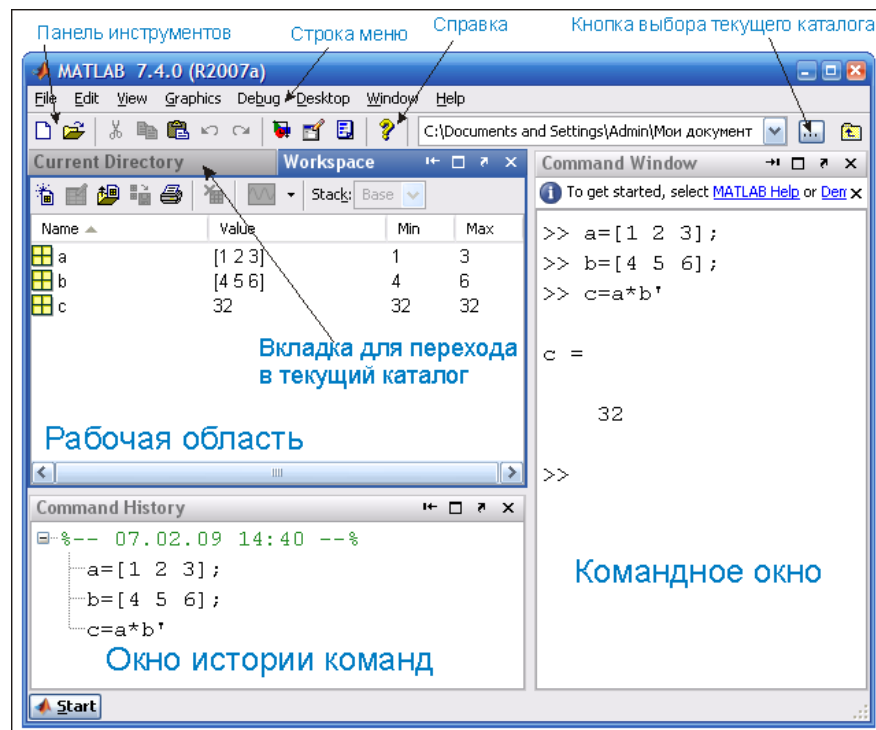 Панель инструментов
Строка меню
Справка
Кнопка выбора текущего каталога
MATLAB 7.4.0 (R2007a)
File Edit View Graphics Debug Desktop Window Help
C:\Documents and Settings\Admin\Мои документ
Current Directory
Workspace
Stack: Base
Name Value Min Max
a [1 2 3] 1 3
b [4 5 6] 4 6
c 32 32 32
Вкладка для перехода
в текущий каталог
Рабочая область
Command History
%-- 07.02.09 14:40 --%
a=[1 2 3];
b=[4 5 6];
c=a*b'
Окно истории команд
Command Window
To get started, select MATLAB Help or Den
>> a=[1 2 3];
>> b=[4 5 6];
>> c=a*b'
c =
32
>>
Командное окно
Start